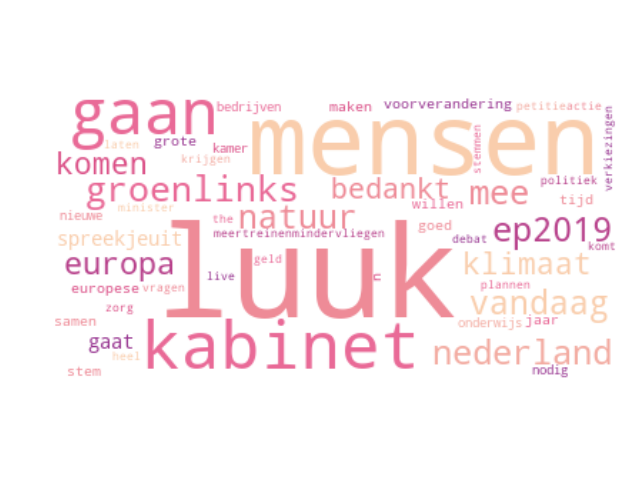 gaan
bedrijven
maken
voorverandering
petitieactie
mensen
laten
grote
kamer
krijgen
stemmen
verkiezingen
komen
groenlinks
bedankt
mee
politiek
tijd
willen
minister
nieuwe
the
natuur
goed
ep2019
spreekjeuit
meertreinenmindervliegen
debat
komt
luuk
europa
live
geld
u
klimaat
europese
vragen
plannen
vandaag
zorg
samen
onderwijs
jaar
kabinet
gaat
heel
nederland
stem
nodig